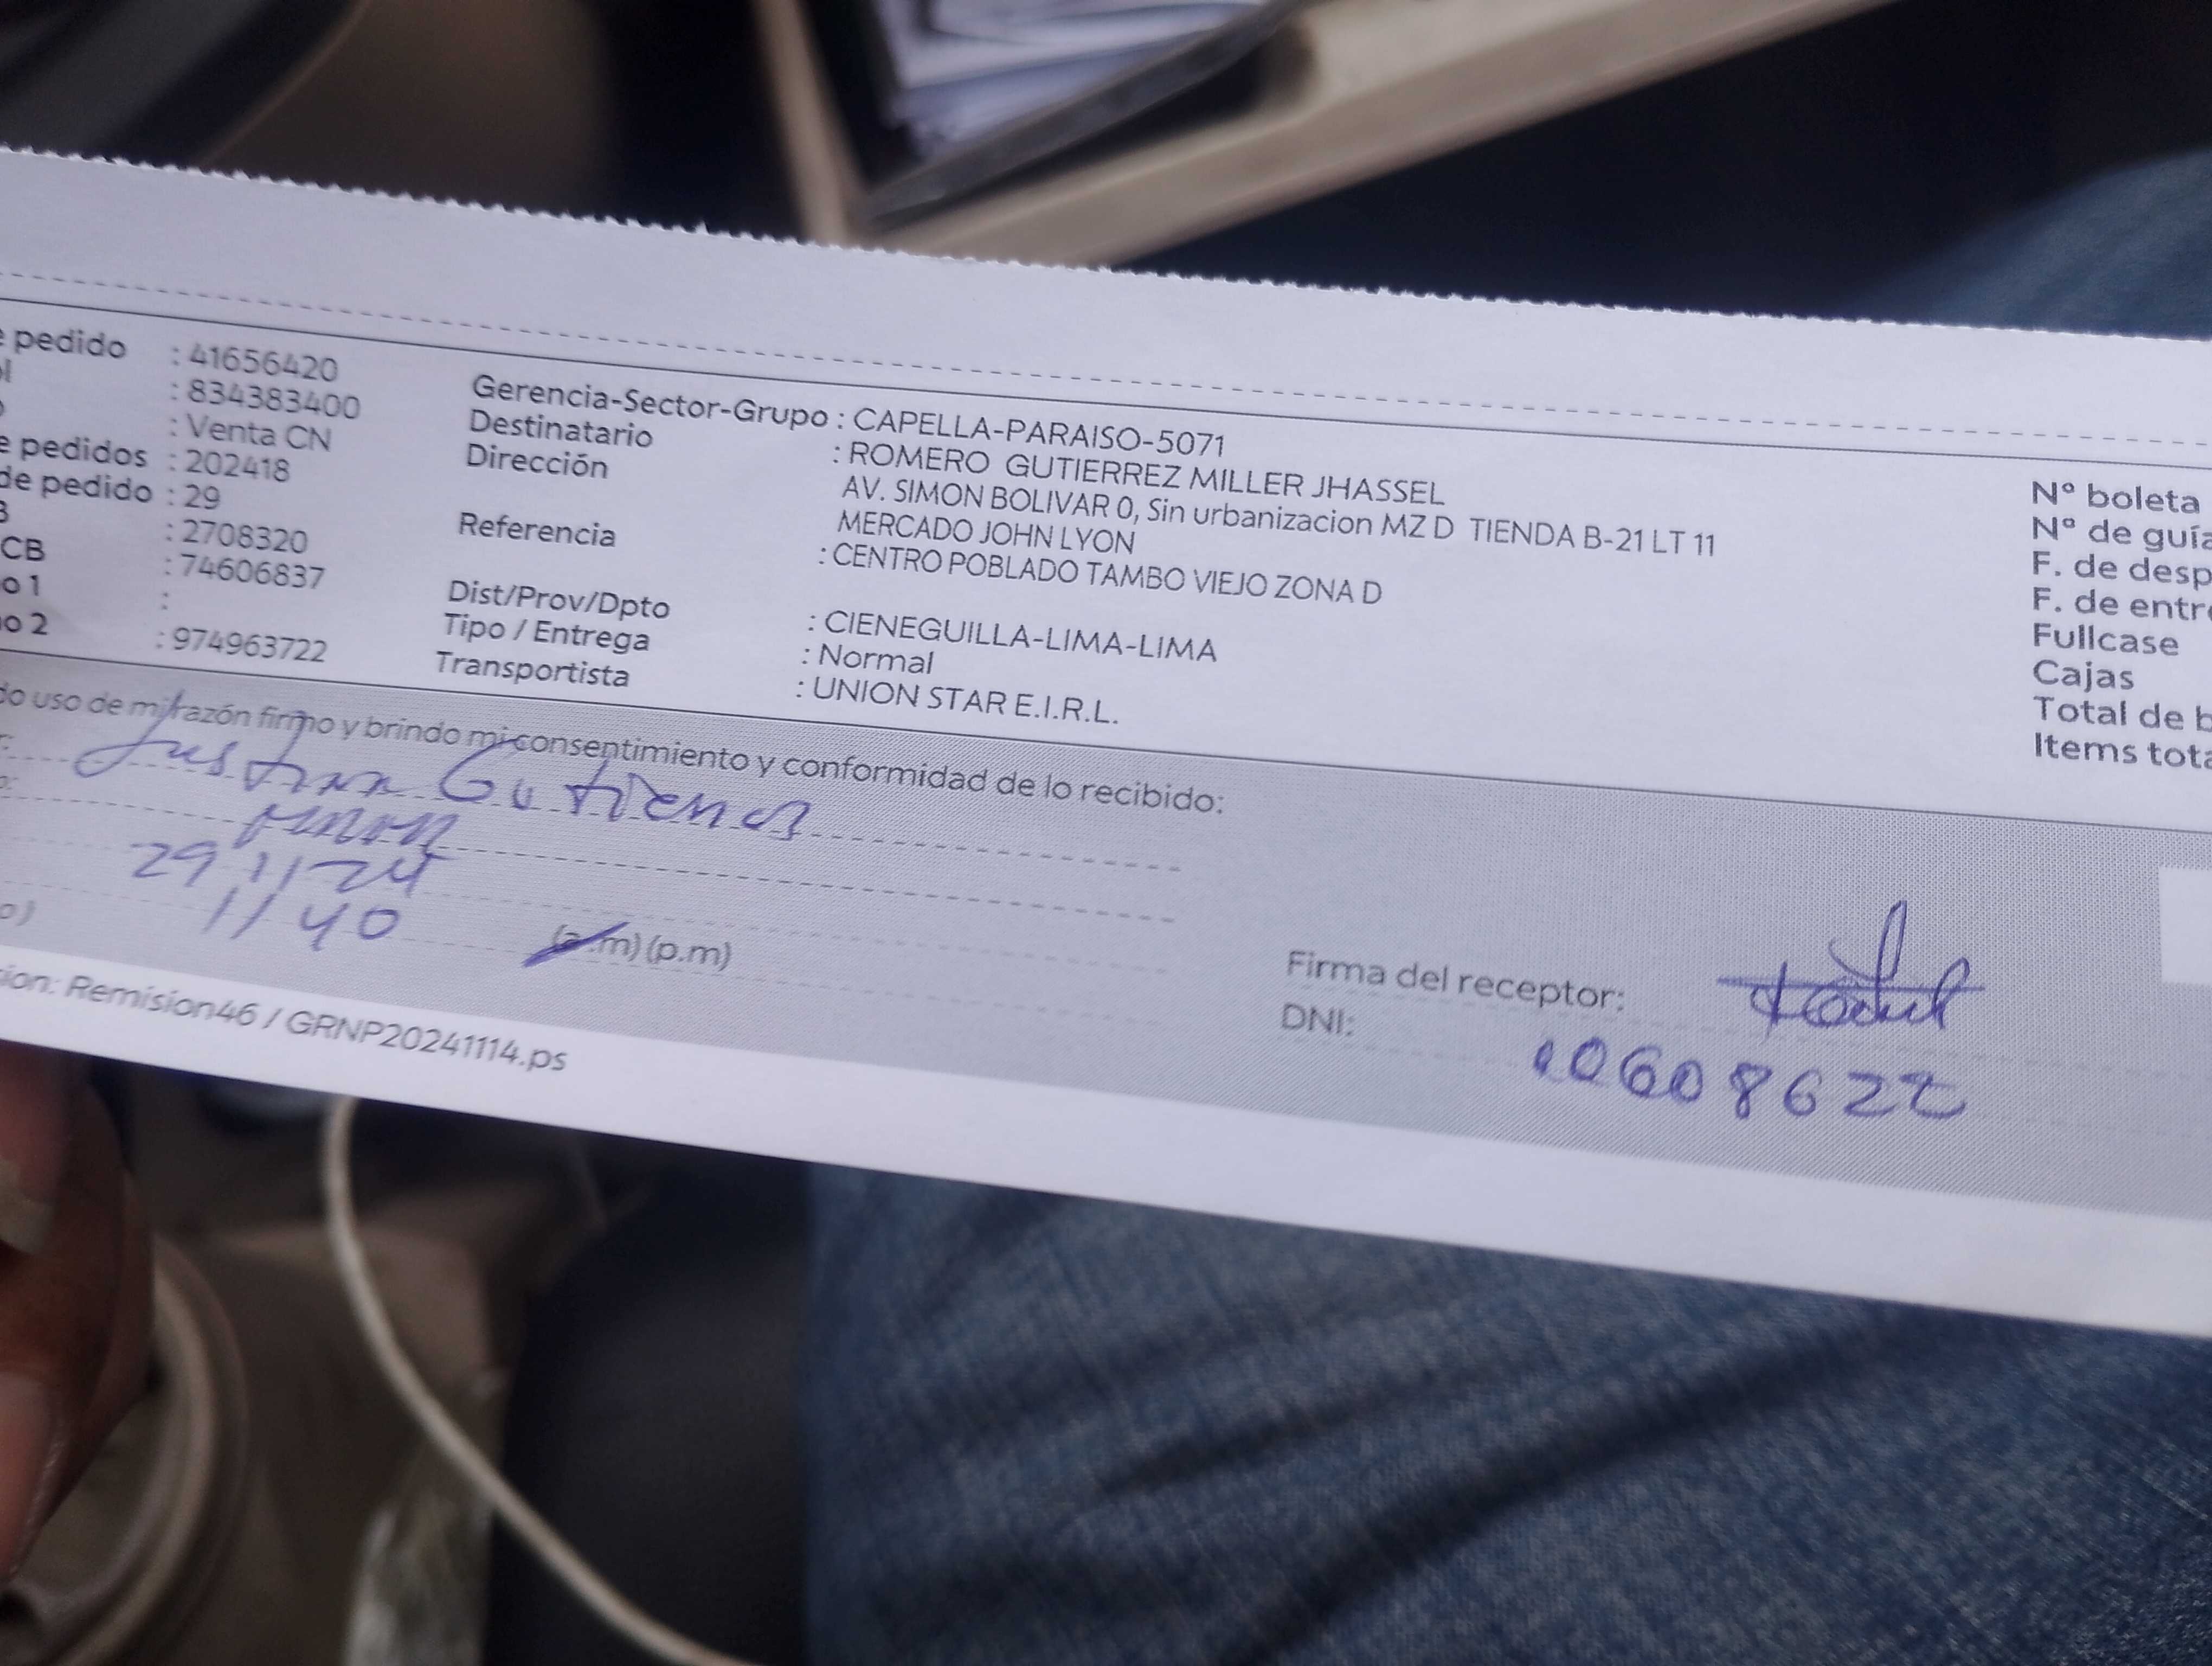 e pedido : 41656420
: 834383400
: Venta CN
e pedidos : 202418
de pedido : 29
: 2708320
CB : 74606837
o 1 :
o 2 : 974963722
Gerencia-Sector-Grupo : CAPELLA-PARAISO-5071
Destinatario : ROMERO GUTIERREZ MILLER JHASSEL
Dirección AV. SIMON BOLIVAR 0, Sin urbanizacion MZ D TIENDA B-21 LT 11
MERCADO JOHN LYON
Referencia : CENTRO POBLADO TAMBO VIEJO ZONA D
Dist/Prov/Dpto : CIENEGUILLA-LIMA-LIMA
Tipo / Entrega : Normal
Transportista : UNION STAR E.I.R.L.
Nº boleta
Nº de guía
F. de desp
F. de entr
Fullcase
Cajas
Total de b
Items tota
do uso de mi razón firmo y brindo mi consentimiento y conformidad de lo recibido:
29/11/24
11 40 (a.m) (p.m)
Firma del receptor:
DNI: 10608622
ion: Remision46 / GRNP20241114.ps